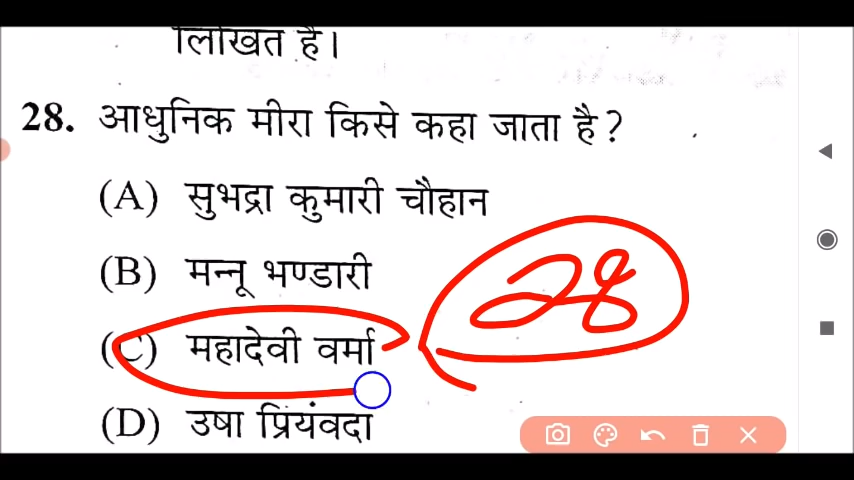 लिखित है।
28. आधुनिक मीरा किसे कहा जाता है?
(A) सुभद्रा कुमारी चौहान
(B) मन्नू भण्डारी
28
(C) महादेवी वर्मा
(D) उषा प्रियंवदा